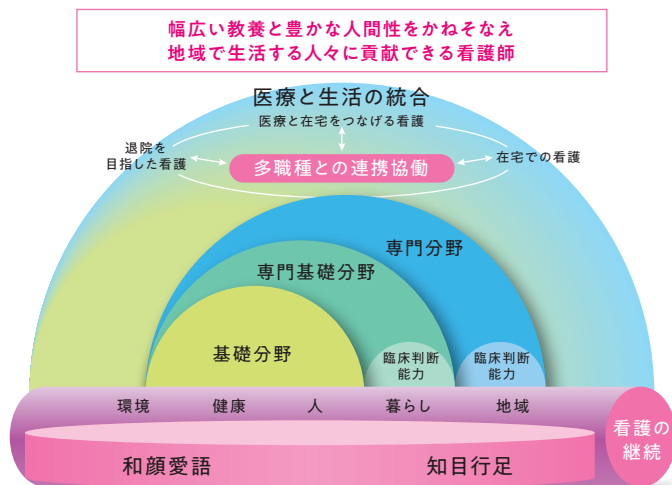 幅広い教養と豊かな人間性をかねそなえ
地域で生活する人々に貢献できる看護師
医療と生活の統合
医療と在宅をつなげる看護
退院を
目指した看護
多職種との連携協働
在宅での看護
専門分野
専門基礎分野
基礎分野
臨床判断
能力
臨床判断
能力
環境
健康
人
暮らし
地域
看護の
継続
和顔愛語
知目行足